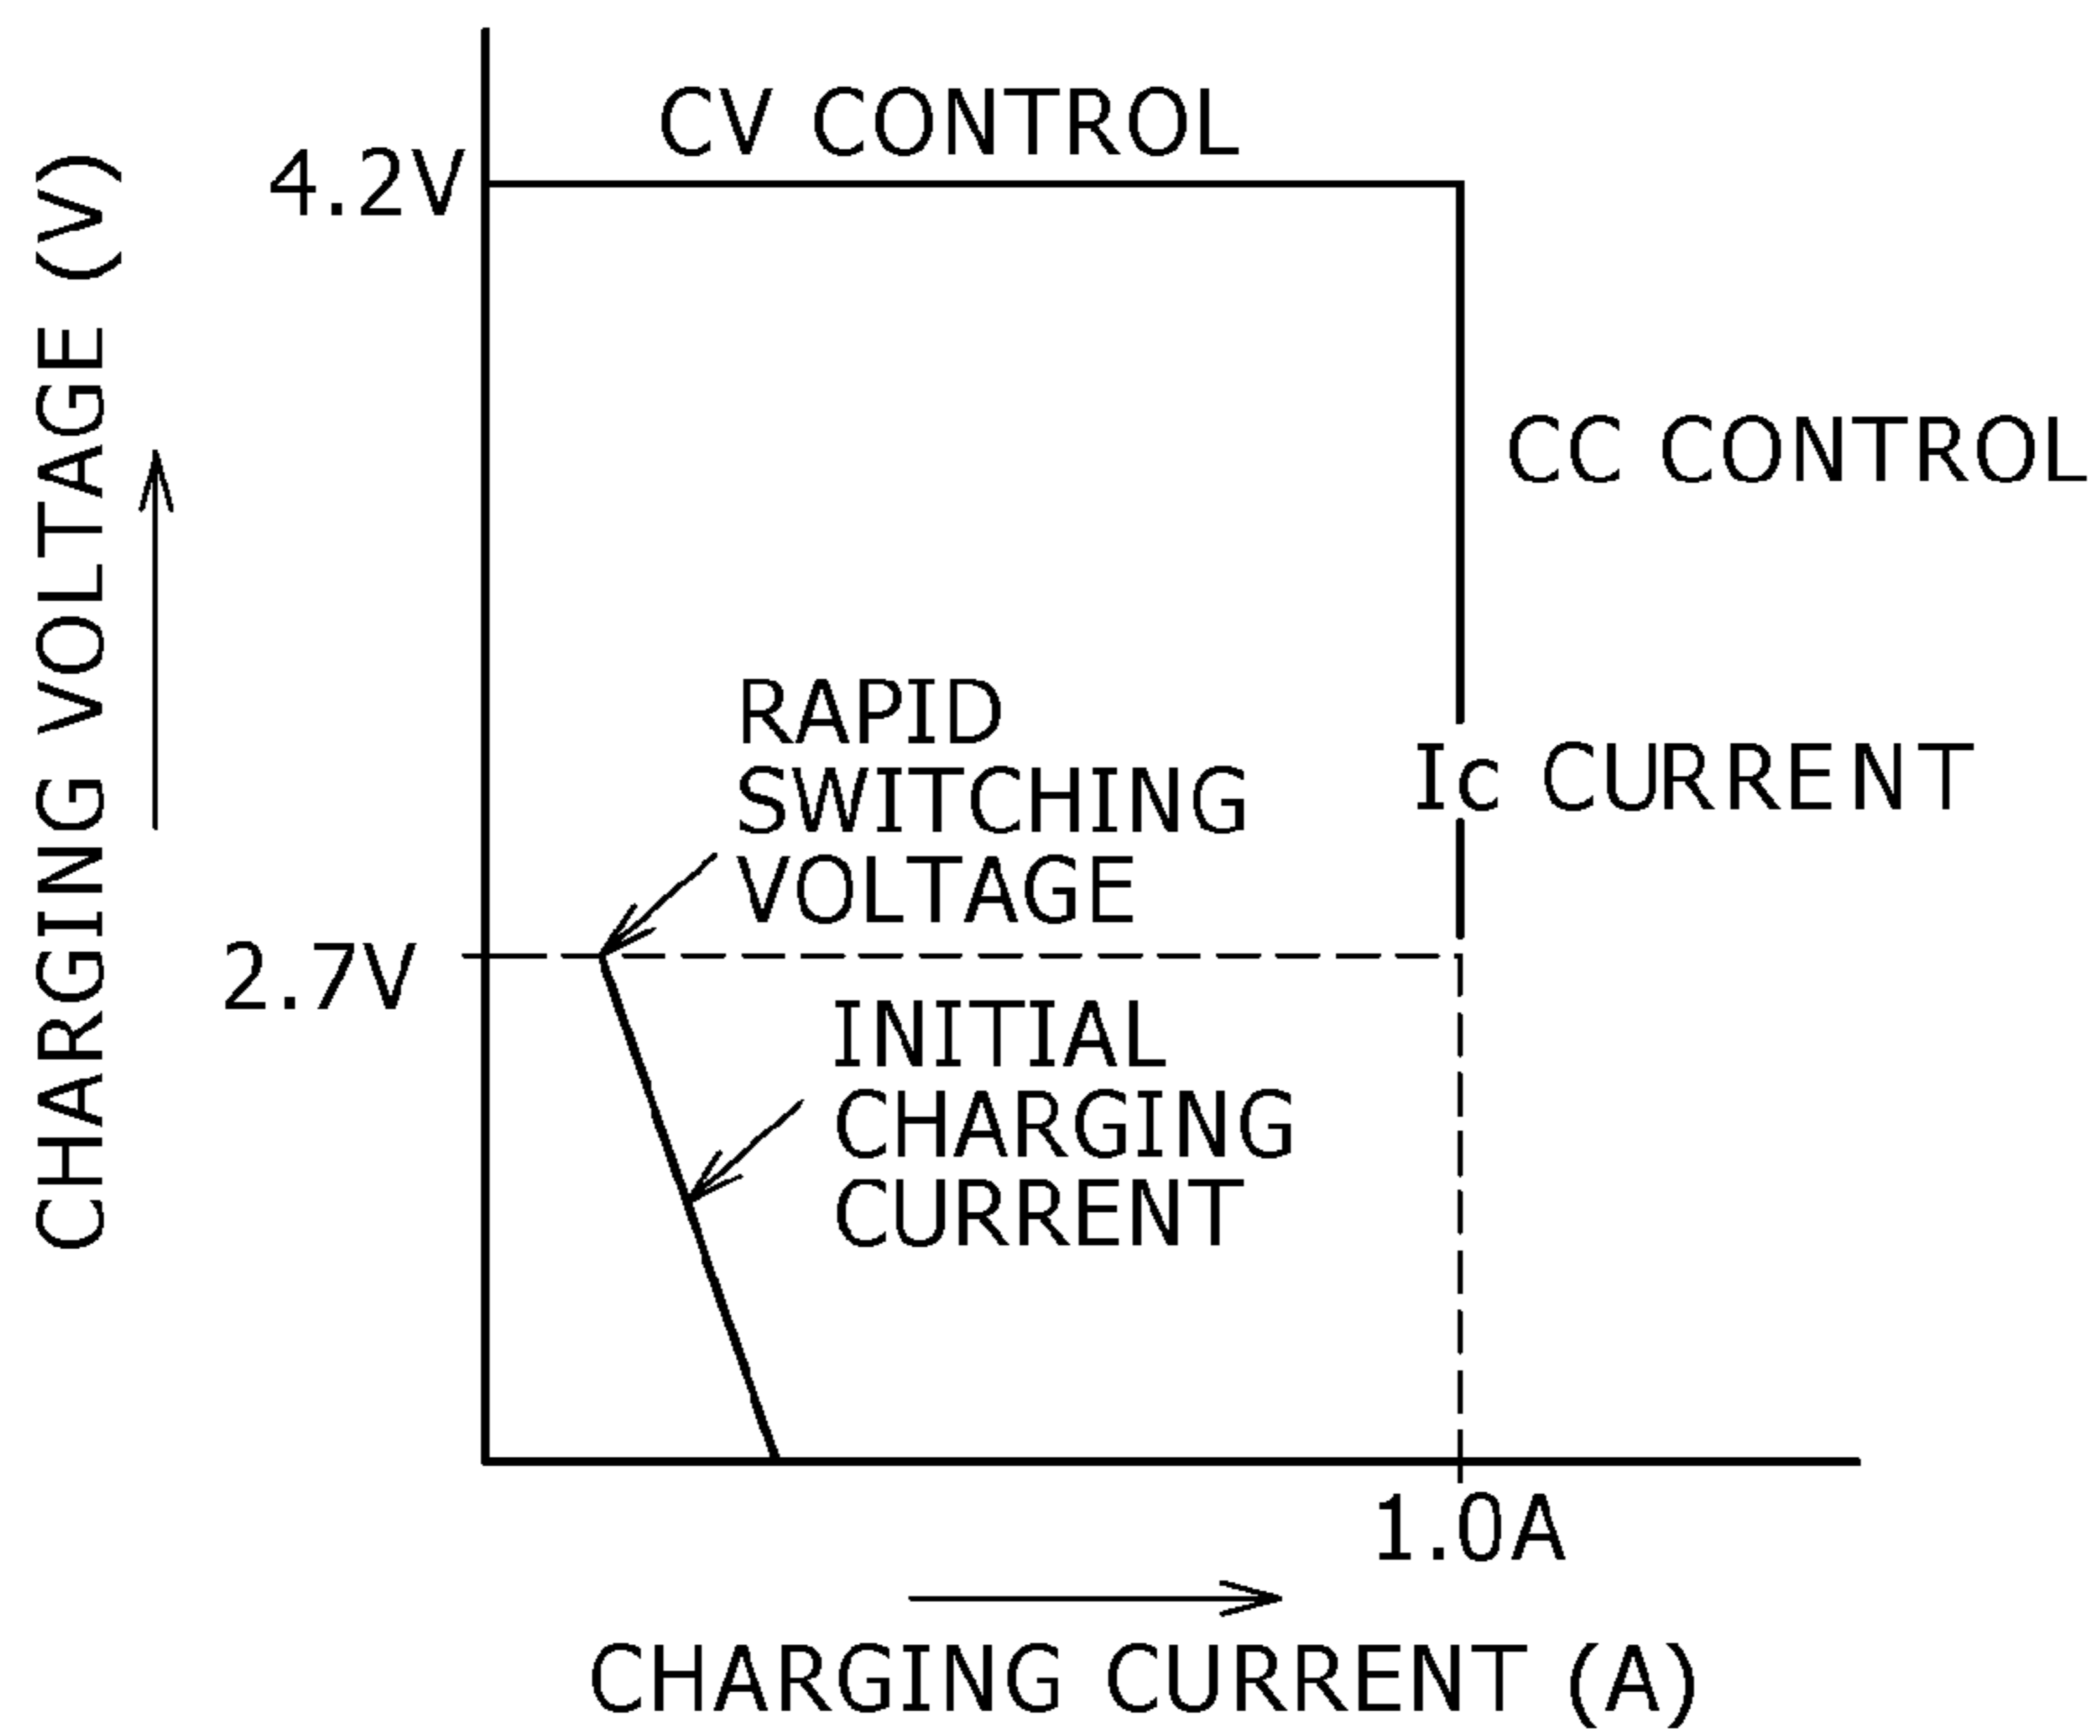 CV CONTROL
4.2V
CHARGING VOLTAGE (V)
CC CONTROL
RAPID
SWITCHING
VOLTAGE
Ic CURRENT
2.7V
INITIAL
CHARGING
CURRENT
1.0A
CHARGING CURRENT (A)